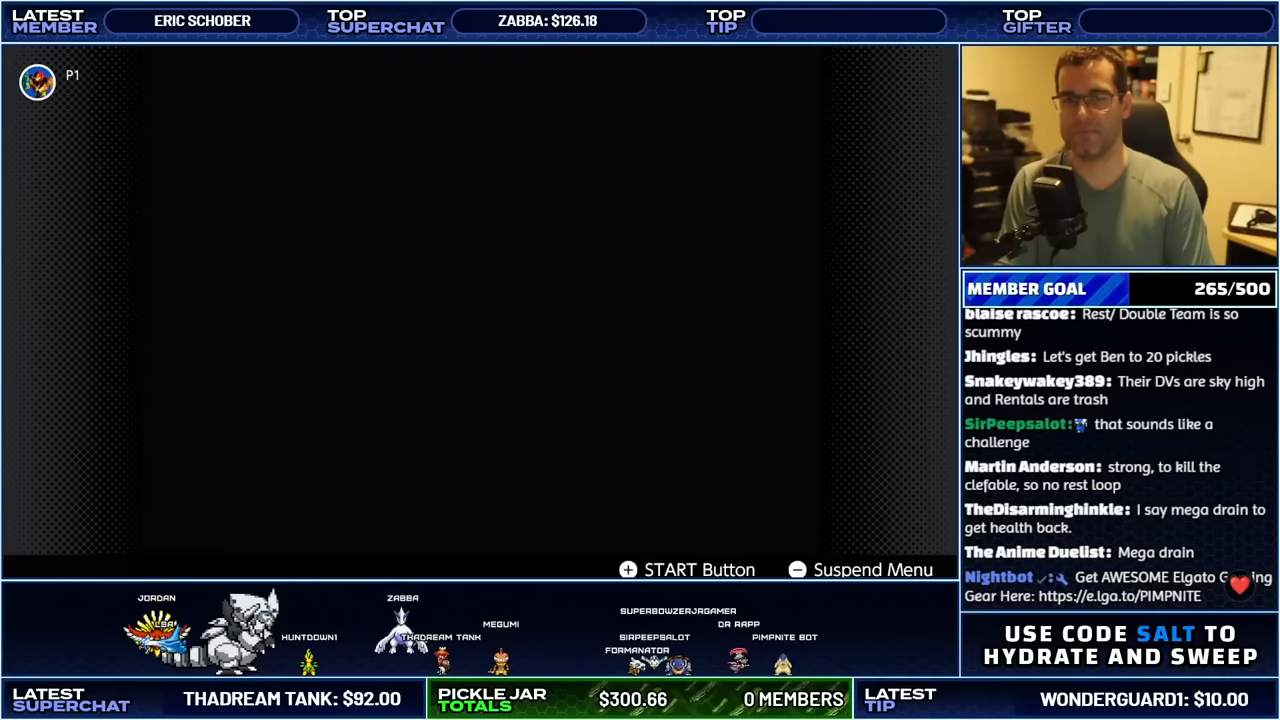 LATEST MEMBER ERIC SCHOBER
TOP SUPERCHAT ZABBA: $126.18
TOP TIP
TOP GIFTER
P1
START Button
Suspend Menu
MEMBER GOAL 265/500
blaise rascoe: Rest/ Double Team is so
scummy
Jhingles: Let's get Ben to 20 pickles
Snakeywakey389: Their DVs are sky high
and Rentals are trash
SirPeepsalot: that sounds like a
challenge
Martin Anderson: strong, to kill the
clefable, so no rest loop
TheDisarminghinkle: I say mega drain to
get health back.
The Anime Duelist: Mega drain
Nightbot: Get AWESOME Elgato
Gear Here: https://e.lga.to/PIMPNITE
USE CODE SALT TO
HYDRATE AND SWEEP
JORDAN
LSA
HUNTDOWN1
ZABBA
THADREAM TANK
MEGUMI
SUPERBOWZERJRGAMER
DR RAPP
SIRPEEPSALOT
PIMPNITE BOT
FORMANATOR
LATEST SUPERCHAT THADREAM TANK: $92.00
PICKLE JAR TOTALS $300.66 0 MEMBERS
LATEST TIP WONDERGUARD1: $10.00